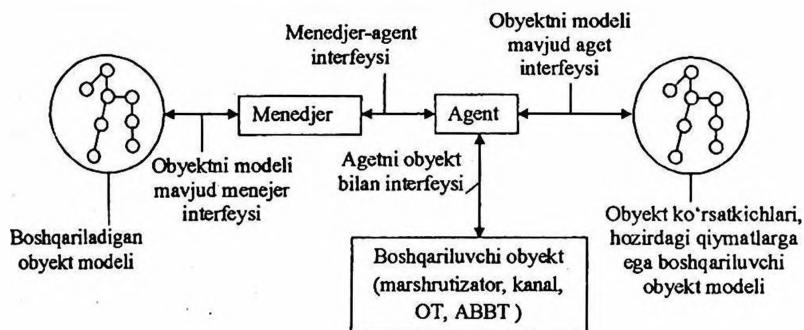 Menedjer-agent
interfeysi
Obyektni modeli
mavjud aget
interfeysi
Menedjer
Agent
Obyektni modeli
mavjud menejer
interfeysi
Agetni obyekt
bilan interfeysi
Boshqariladigan
obyekt modeli
Boshqariluvchi obyekt
(marshrutizator, kanal,
OT, ABBT )
Obyekt ko‘rsatkichlari,
hozirdagi qiymatlarga
ega boshqariluvchi
obyekt modeli